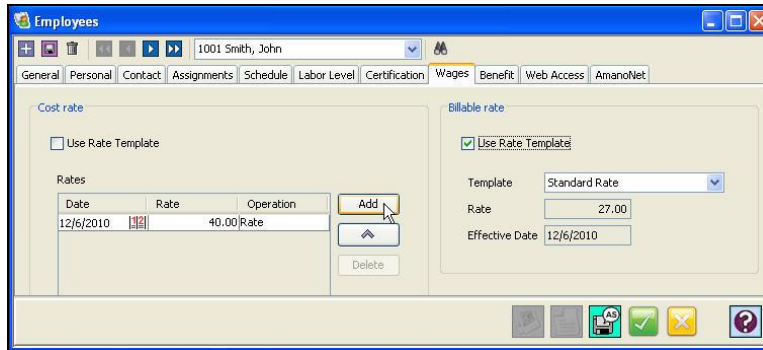 Employees
1001 Smith, John
General Personal Contact Assignments Schedule Labor Level Certification Wages Benefit Web Access AmanoNet
Cost rate
Use Rate Template
Rates
Date Rate Operation
12/6/2010 12 40.00 Rate
Add
Delete
Billable rate
Use Rate Template
Template Standard Rate
Rate 27.00
Effective Date 12/6/2010
AS
?